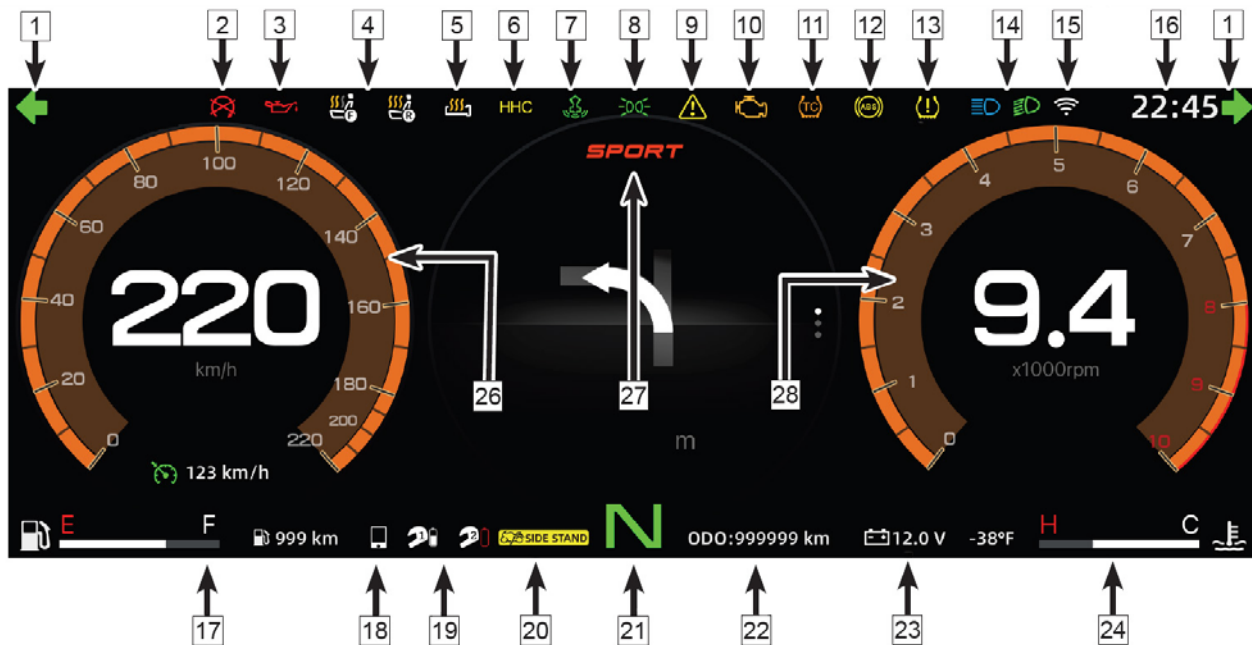 1 2 3 4 5 6 7 8 9 10 11 12 13 14 15 16 1
F R HHC TC ABS 22:45
SPORT
0 20 40 60 80 100 120 140 160 180 200 220
220
km/h
0 1 2 3 4 5 6 7 8 9 10
9.4
x1000rpm
26 27 28
m
123 km/h
E F 999 km 1 2 SIDE STAND N ODO:999999 km 12.0 V -38°F H C
17 18 19 20 21 22 23 24